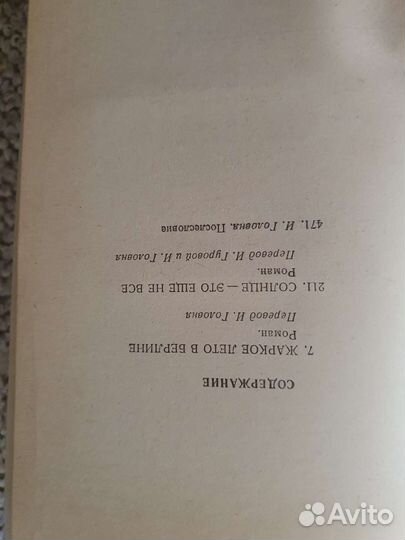 СОДЕРЖАНИЕ
7. ЖАРКОЕ ЛЕТО В БЕРЛИНЕ
Роман.
Перевод И. Головня
211. СОЛНЦЕ — ЭТО ЕЩЕ НЕ ВСЕ
Роман.
Перевод И. Гуровой и И. Головня
471. И. Головня. Послесловие
Avito